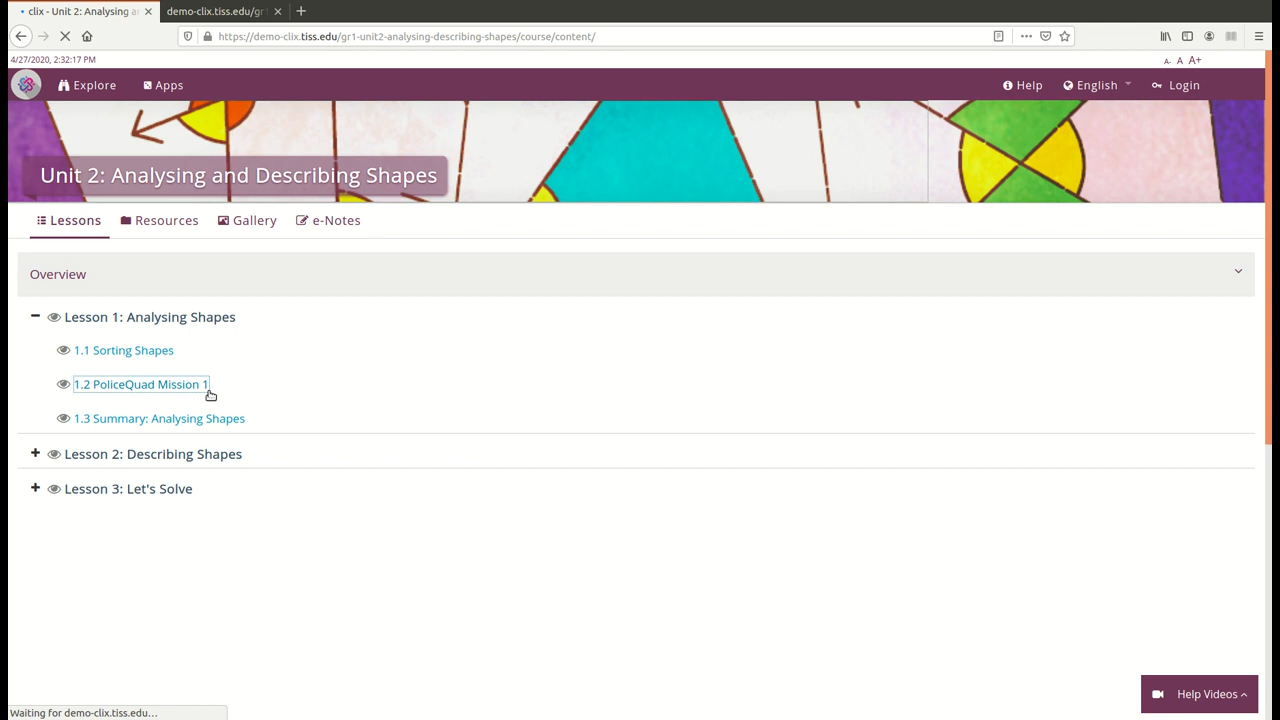 clix - Unit 2: Analysing a
demo-clix.tiss.edu/gr1
https://demo-clix.tiss.edu/gr1-unit2-analysing-describing-shapes/course/content/
4/27/2020, 2:32:17 PM
A- A A+
Explore Apps Help English Login
Unit 2: Analysing and Describing Shapes
Lessons Resources Gallery e-Notes
Overview
Lesson 1: Analysing Shapes
1.1 Sorting Shapes
1.2 PoliceQuad Mission 1
1.3 Summary: Analysing Shapes
Lesson 2: Describing Shapes
Lesson 3: Let's Solve
Help Videos
Waiting for demo-clix.tiss.edu…